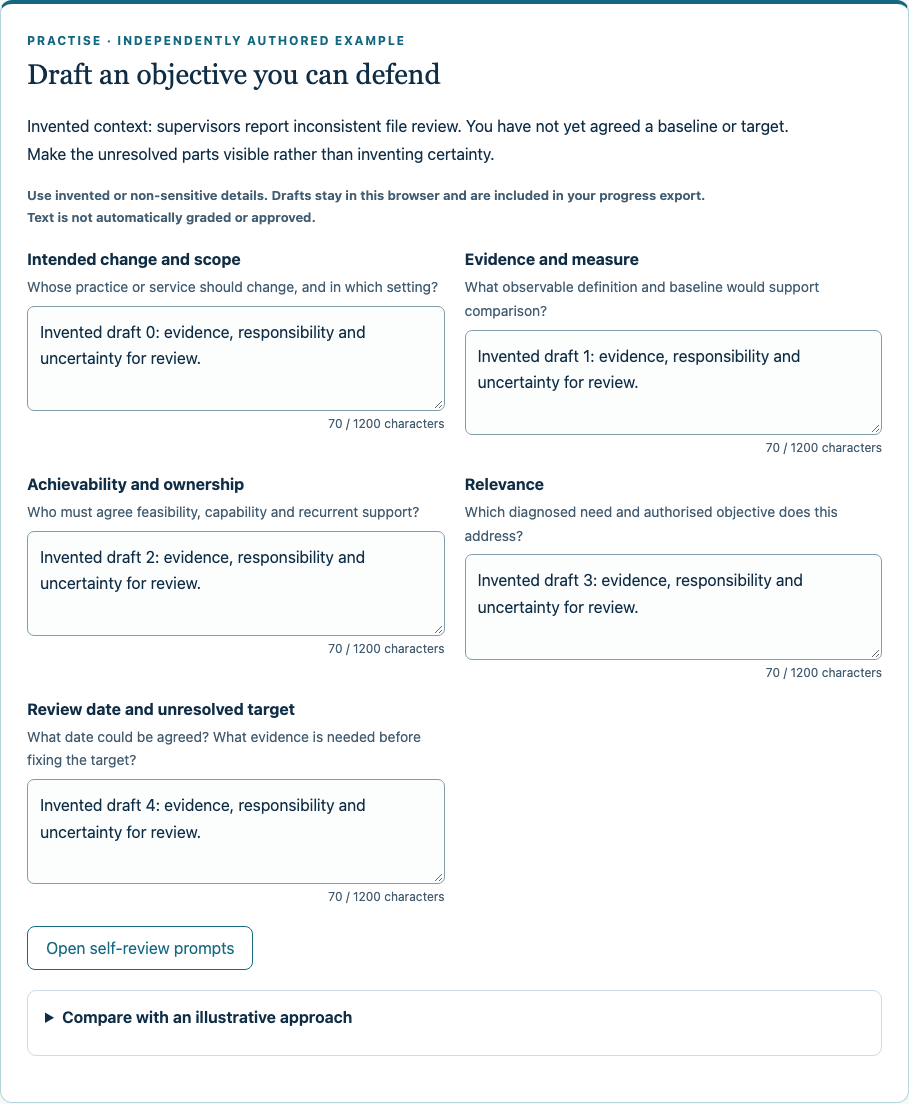 PRACTISE · INDEPENDENTLY AUTHORED EXAMPLE
Draft an objective you can defend
Invented context: supervisors report inconsistent file review. You have not yet agreed a baseline or target.
Make the unresolved parts visible rather than inventing certainty.
Use invented or non-sensitive details. Drafts stay in this browser and are included in your progress export.
Text is not automatically graded or approved.
Intended change and scope
Whose practice or service should change, and in which setting?
Invented draft 0: evidence, responsibility and
uncertainty for review.
70 / 1200 characters
Evidence and measure
What observable definition and baseline would support
comparison?
Invented draft 1: evidence, responsibility and
uncertainty for review.
70 / 1200 characters
Achievability and ownership
Who must agree feasibility, capability and recurrent support?
Invented draft 2: evidence, responsibility and
uncertainty for review.
70 / 1200 characters
Relevance
Which diagnosed need and authorised objective does this
address?
Invented draft 3: evidence, responsibility and
uncertainty for review.
70 / 1200 characters
Review date and unresolved target
What date could be agreed? What evidence is needed before
fixing the target?
Invented draft 4: evidence, responsibility and
uncertainty for review.
70 / 1200 characters
Open self-review prompts
Compare with an illustrative approach